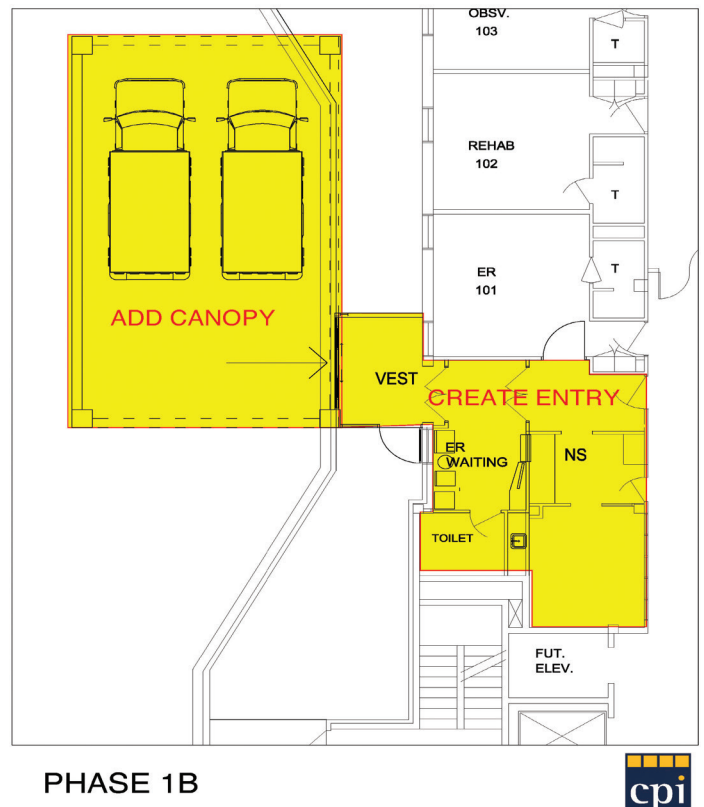 OBSV.
103
T
REHAB
102
T
ER
101
T
ADD CANOPY
VEST
CREATE ENTRY
ER
WAITING
NS
TOILET
FUT.
ELEV.
PHASE 1B
cpi